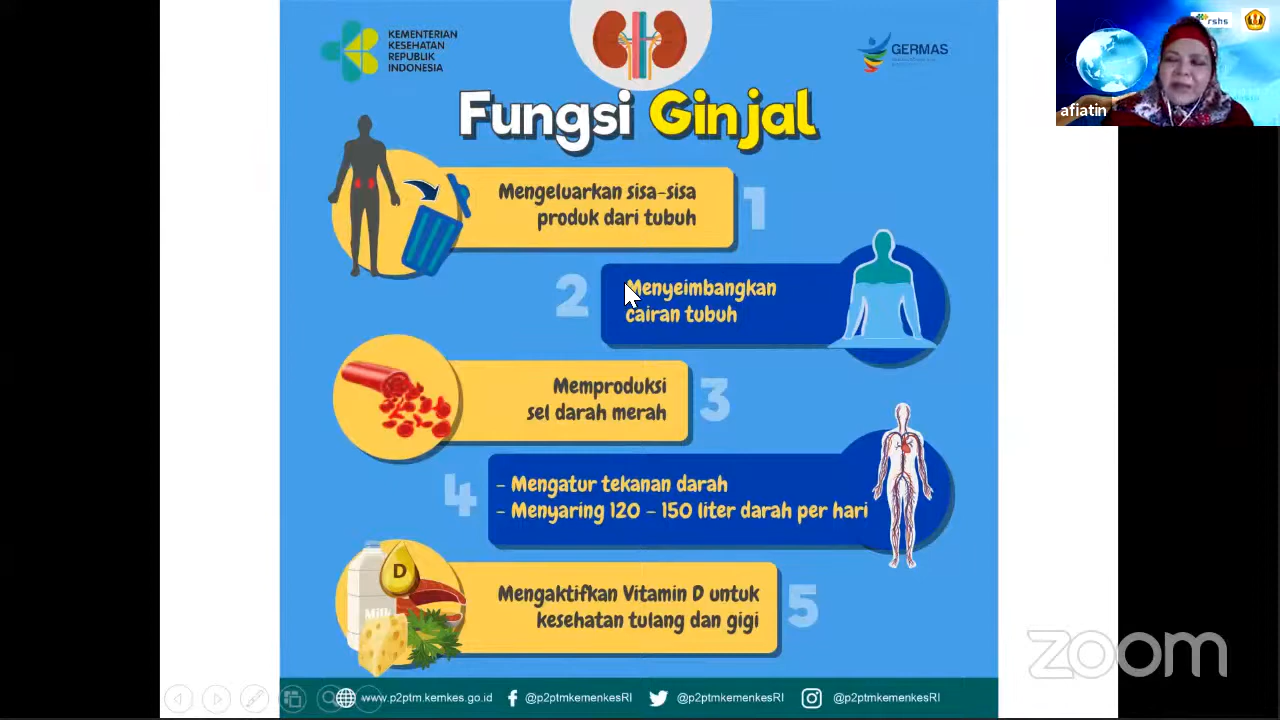 KEMENTERIAN
KESEHATAN
REPUBLIK
INDONESIA
GERMAS
rshs
afiatin
Fungsi Ginjal
Mengeluarkan sisa-sisa
produk dari tubuh
1
2
Menyeimbangkan
cairan tubuh
Memproduksi
sel darah merah
3
4
- Mengatur tekanan darah
- Menyaring 120 - 150 liter darah per hari
D
Milk
Mengaktifkan Vitamin D untuk
kesehatan tulang dan gigi
5
zoom
www.p2ptm.kemkes.go.id
@p2ptmkemenkesRI
@p2ptmkemenkesRI
@p2ptmkemenkesRI